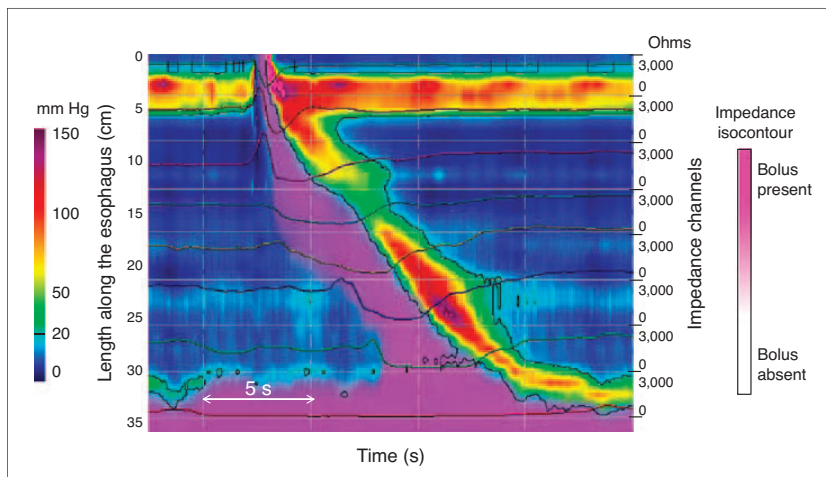 mm Hg
150
100
50
20
0
Length along the esophagus (cm)
0
5
10
15
20
25
30
35
5 s
Time (s)
Ohms
3,000
0
3,000
0
3,000
0
3,000
0
3,000
0
3,000
0
3,000
0
3,000
0
Impedance channels
Impedance
isocontour
Bolus
present
Bolus
absent